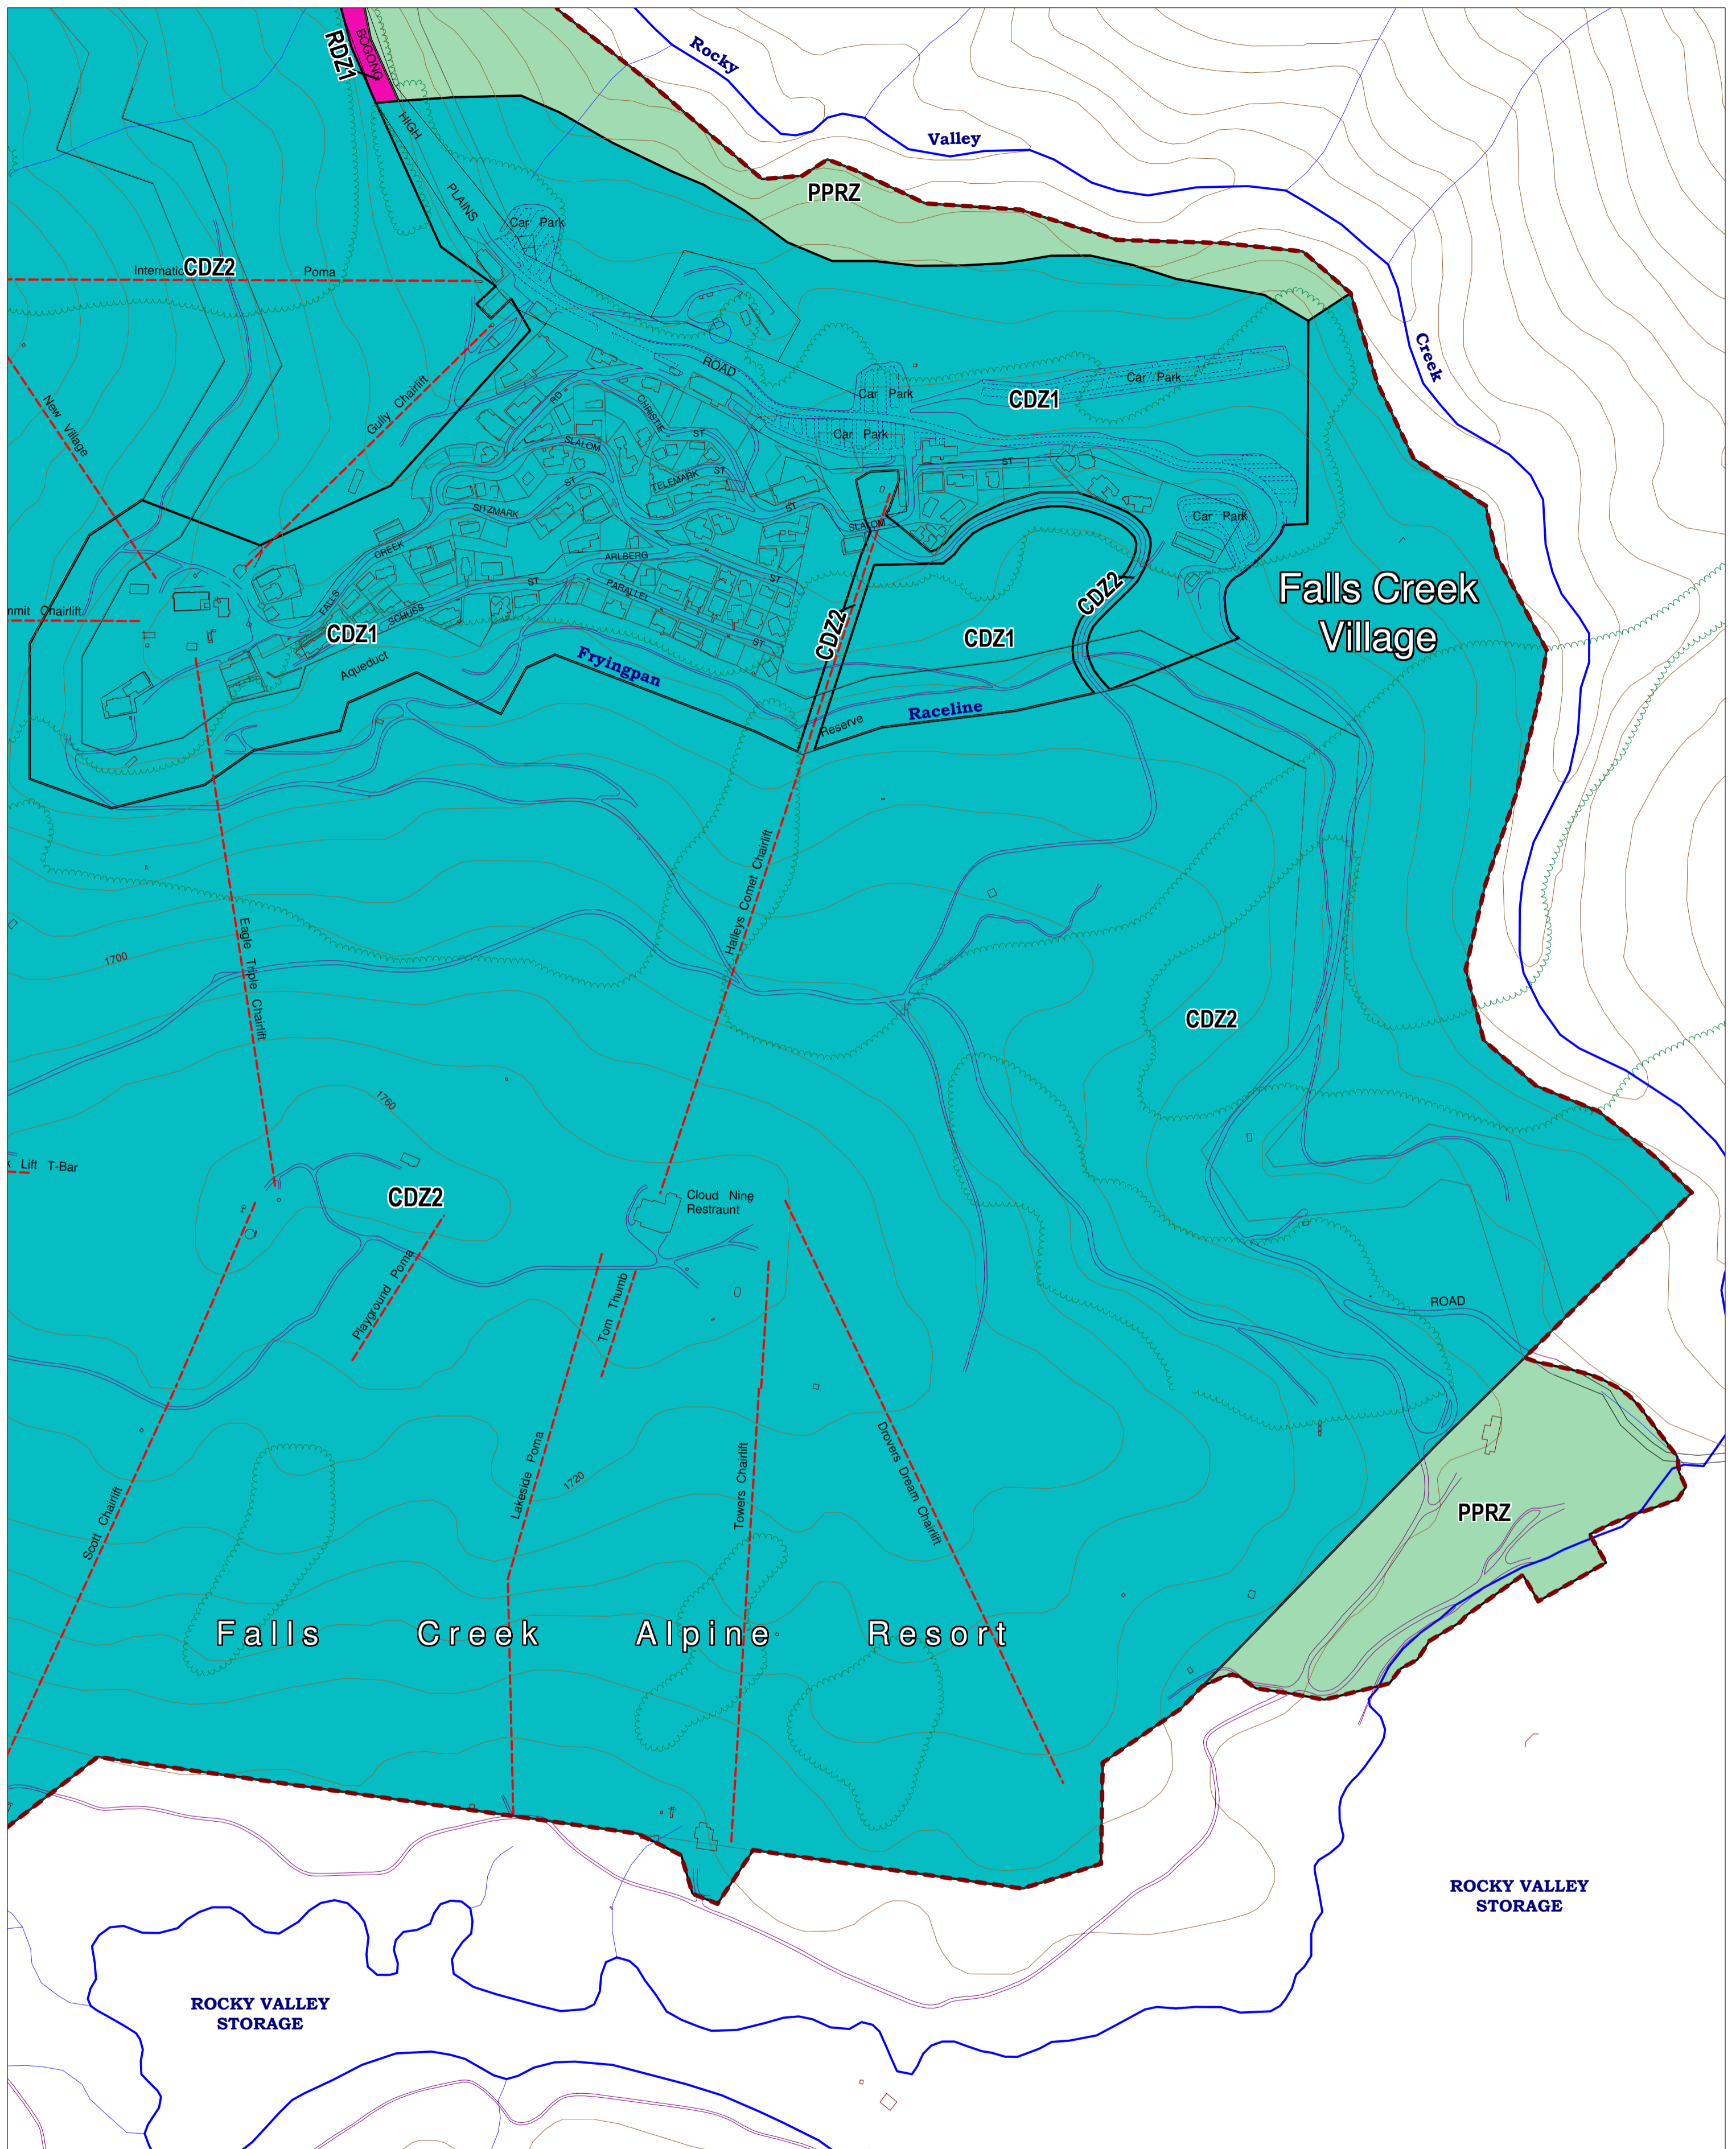 Rocky
BOGONG
RDZ1
HIGH
Valley
PPRZ
PLAINS
Car Park
CDZ2
Poma
Creek
ROAD
Car Park
CDZ1
Gully Chairlift
New Village
RD
CHRISTIE
ST
Car Park
Car Park
SLALOM
ST
ST
TELEMARK
ST
ST
SITZMARK
SLALOM
Car Park
CREEK
ARLBERG
ST
ST
PARALLEL
Falls Creek
Village
CDZ2
FALLS
SCHUSS
mmit Chairlift
CDZ1
CDZ2
CDZ1
ST
Aqueduct
Fryingpan
Raceline
Reserve
Halleys Comet Chairlift
Eagle Triple Chairlift
1700
CDZ2
1760
k Lift T-Bar
CDZ2
Cloud Nine
Restraunt
Playground Poma
Tom Thumb
ROAD
Lakeside Poma
Towers Chairlift
Drovers Dream Chairlift
1720
Scott Chairlift
PPRZ
Falls Creek Alpine Resort
ROCKY VALLEY
STORAGE
ROCKY VALLEY
STORAGE